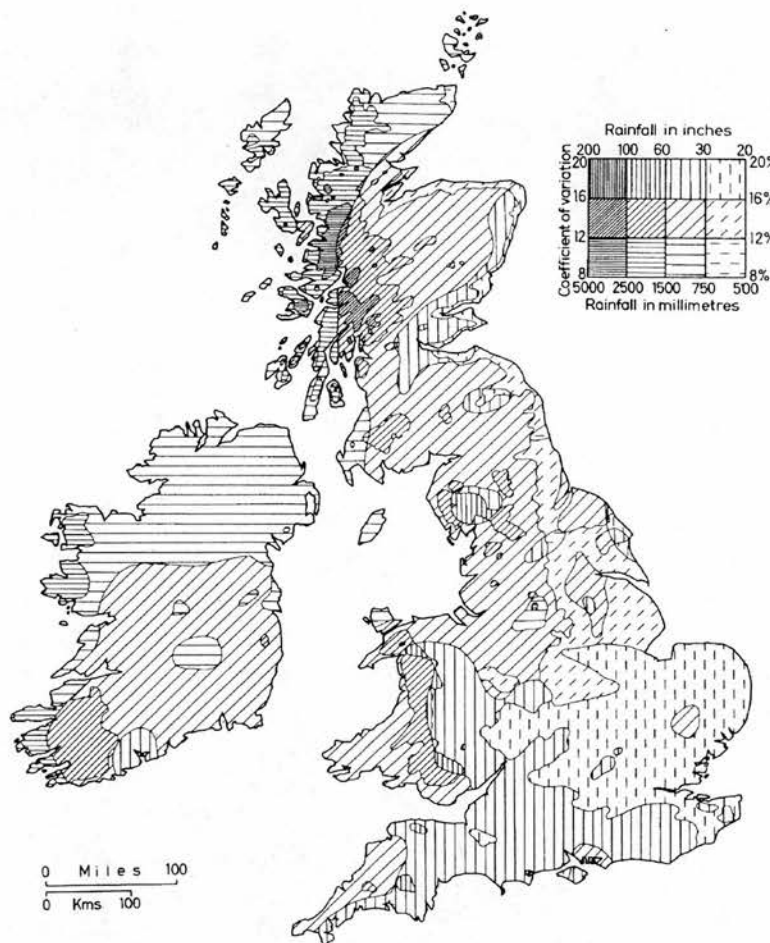 Rainfall in inches
200 100 60 30 20
20 20%
16 16%
12 12%
8 8%
Coefficient of variation
5000 2500 1500 750 500
Rainfall in millimetres
0 Miles 100
0 Kms 100